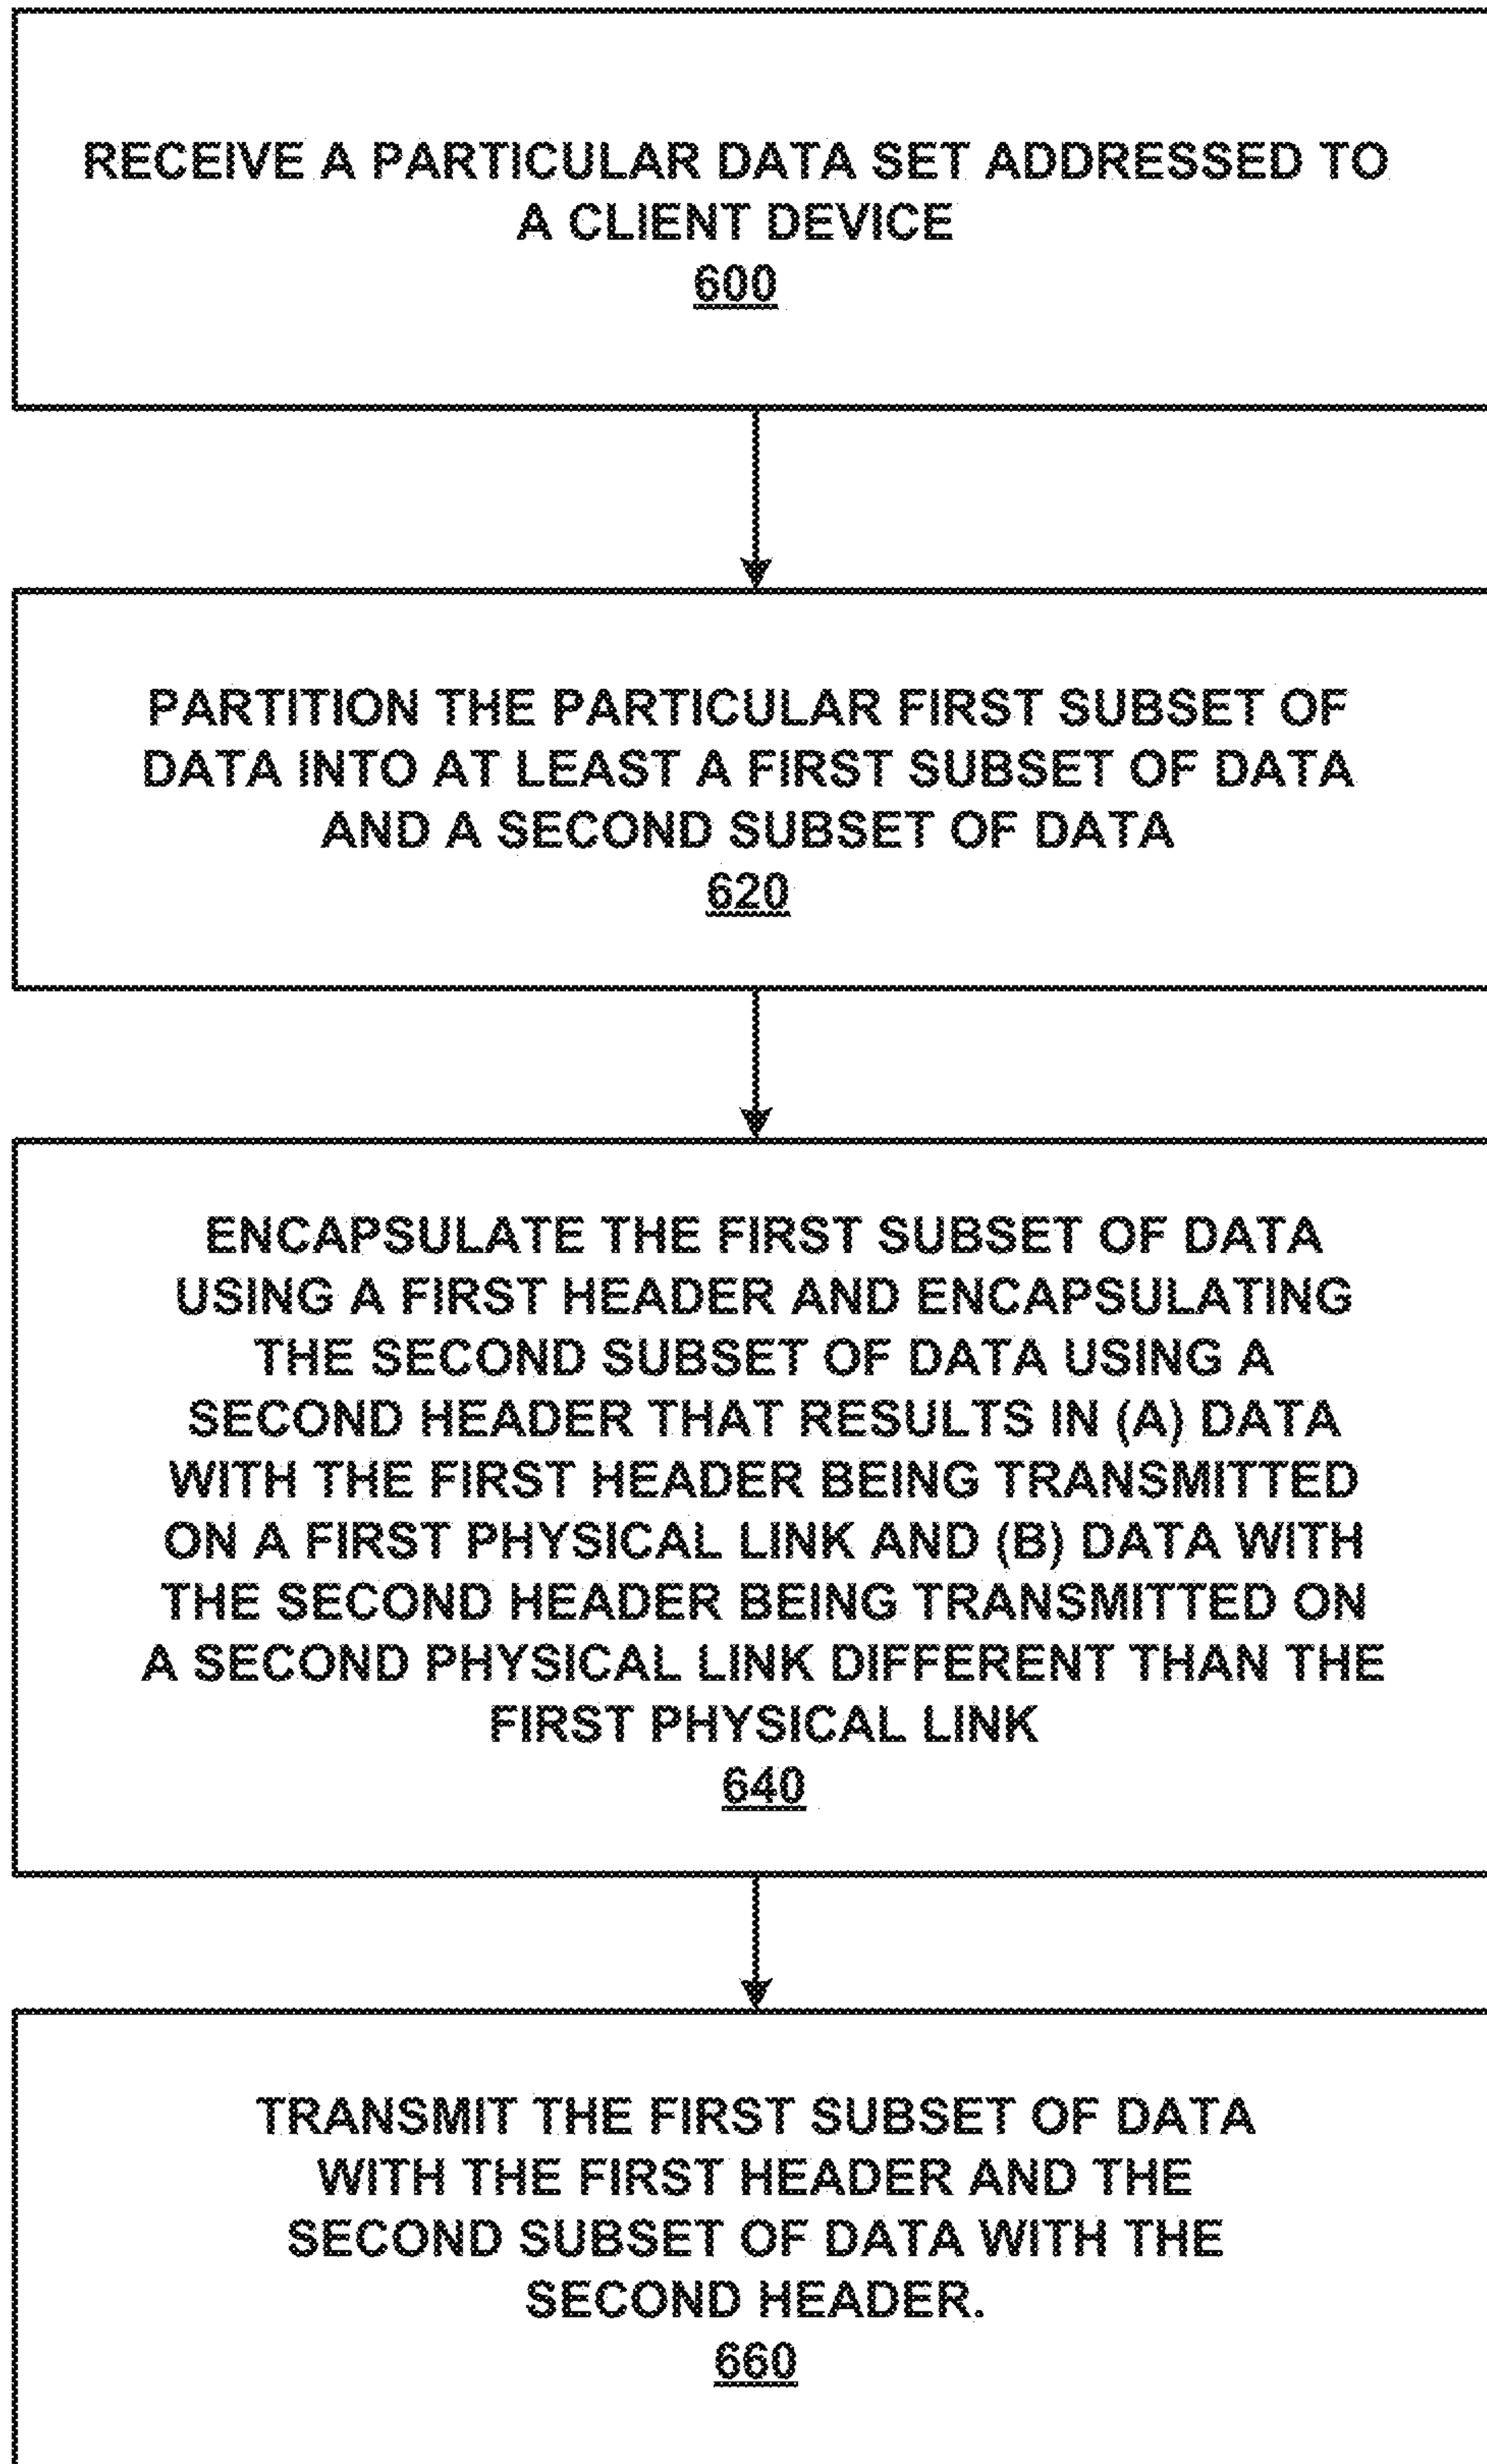 RECEIVE A PARTICULAR DATA SET ADDRESSED TO
A CLIENT DEVICE
600
PARTITION THE PARTICULAR FIRST SUBSET OF
DATA INTO AT LEAST A FIRST SUBSET OF DATA
AND A SECOND SUBSET OF DATA
620
ENCAPSULATE THE FIRST SUBSET OF DATA
USING A FIRST HEADER AND ENCAPSULATING
THE SECOND SUBSET OF DATA USING A
SECOND HEADER THAT RESULTS IN (A) DATA
WITH THE FIRST HEADER BEING TRANSMITTED
ON A FIRST PHYSICAL LINK AND (B) DATA WITH
THE SECOND HEADER BEING TRANSMITTED ON
A SECOND PHYSICAL LINK DIFFERENT THAN THE
FIRST PHYSICAL LINK
640
TRANSMIT THE FIRST SUBSET OF DATA
WITH THE FIRST HEADER AND THE
SECOND SUBSET OF DATA WITH THE
SECOND HEADER.
660